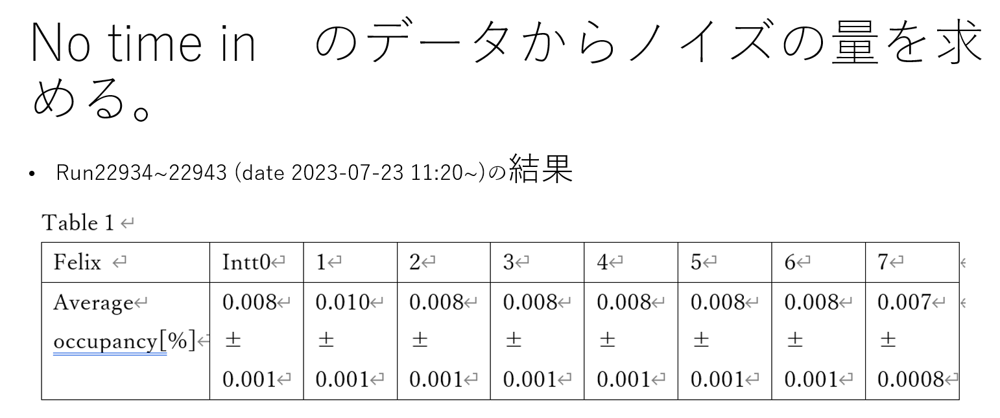 No time in　のデータからノイズの量を求
める。
• Run22934~22943 (date 2023-07-23 11:20~)の結果
Table 1 ↵
Felix ↵ Intt0↵ 1↵ 2↵ 3↵ 4↵ 5↵ 6↵ 7↵
Average↵ 0.008↵ 0.010↵ 0.008↵ 0.008↵ 0.008↵ 0.008↵ 0.008↵ 0.007↵
occupancy[%]↵ ± ± ± ± ± ± ± ±
0.001↵ 0.001↵ 0.001↵ 0.001↵ 0.001↵ 0.001↵ 0.001↵ 0.0008↵